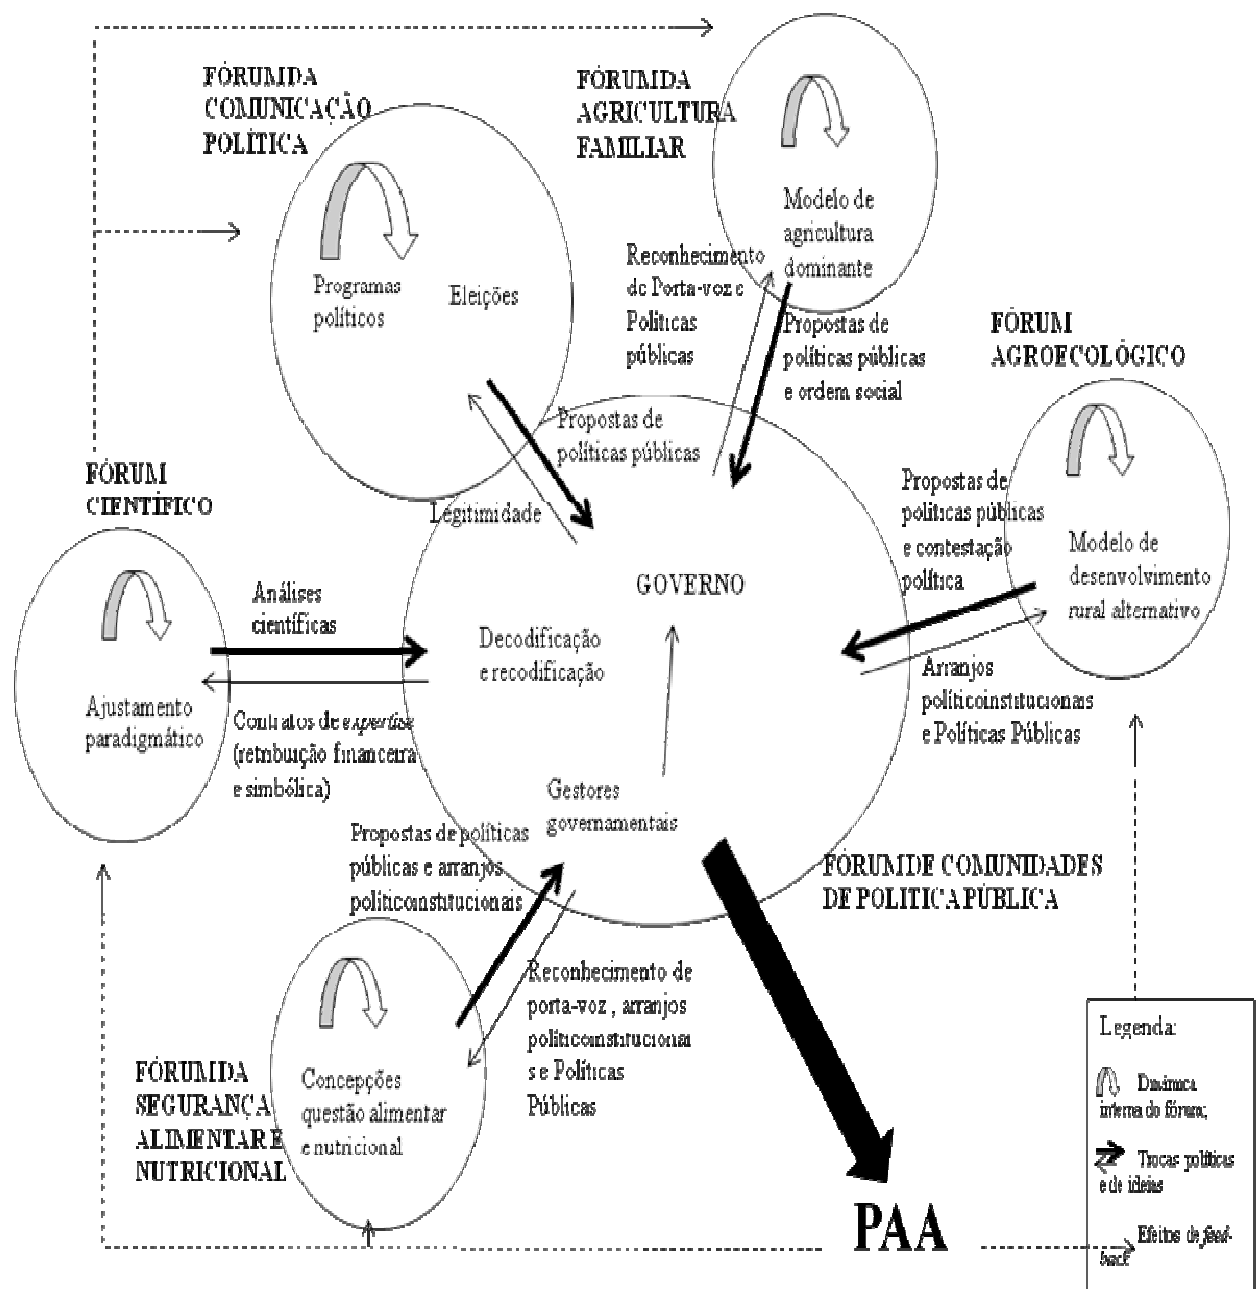 FÓRUM DA
COMUNICAÇÃO
POLÍTICA
Programas
políticos
Eleições
FÓRUM DA
AGRICULTURA
FAMILIAR
Modelo de
agricultura
dominante
Reconhecimento
de Porta-voz e
Políticas
públicas
Propostas de
políticas públicas
e ordem social
FÓRUM
AGROECOLÓGICO
Propostas de
políticas públicas
e contestação
política
Modelo de
desenvolvimento
rural alternativo
Arranjos
políticoinstitucionais
e Políticas Públicas
Propostas de
políticas públicas
Legitimidade
FÓRUM
CIENTÍFICO
Análises
científicas
Ajustamento
paradigmático
Contratos de expertise
(retribuição financeira
e simbólica)
GOVERNO
Decodificação
e recodificação
Gestores
governamentais
FÓRUM DE COMUNIDADES
DE POLITICA PÚBLICA
Propostas de políticas
públicas e arranjos
políticoinstitucionais
Reconhecimento de
porta-voz , arranjos
políticoinstitucionai
s e Políticas
Públicas
FÓRUM DA
SEGURANÇA
ALIMENTAR E
NUTRICIONAL
Concepções
questão alimentar
e nutricional
PAA
Legenda:
Dinâmica
interna do fórum;
Trocas políticas
e de ideias
Efeitos de feed-
back